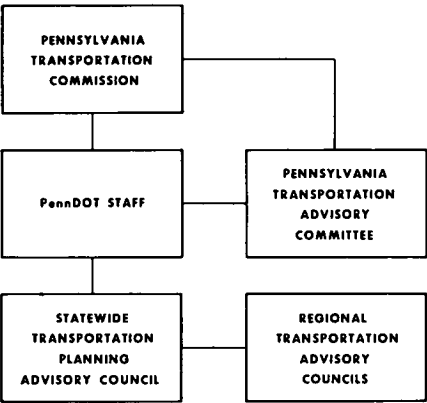 PENNSYLVANIA
TRANSPORTATION
COMMISSION
PennDOT STAFF
PENNSYLVANIA
TRANSPORTATION
ADVISORY
COMMITTEE
STATEWIDE
TRANSPORTATION
PLANNING
ADVISORY COUNCIL
REGIONAL
TRANSPORTATION
ADVISORY
COUNCILS